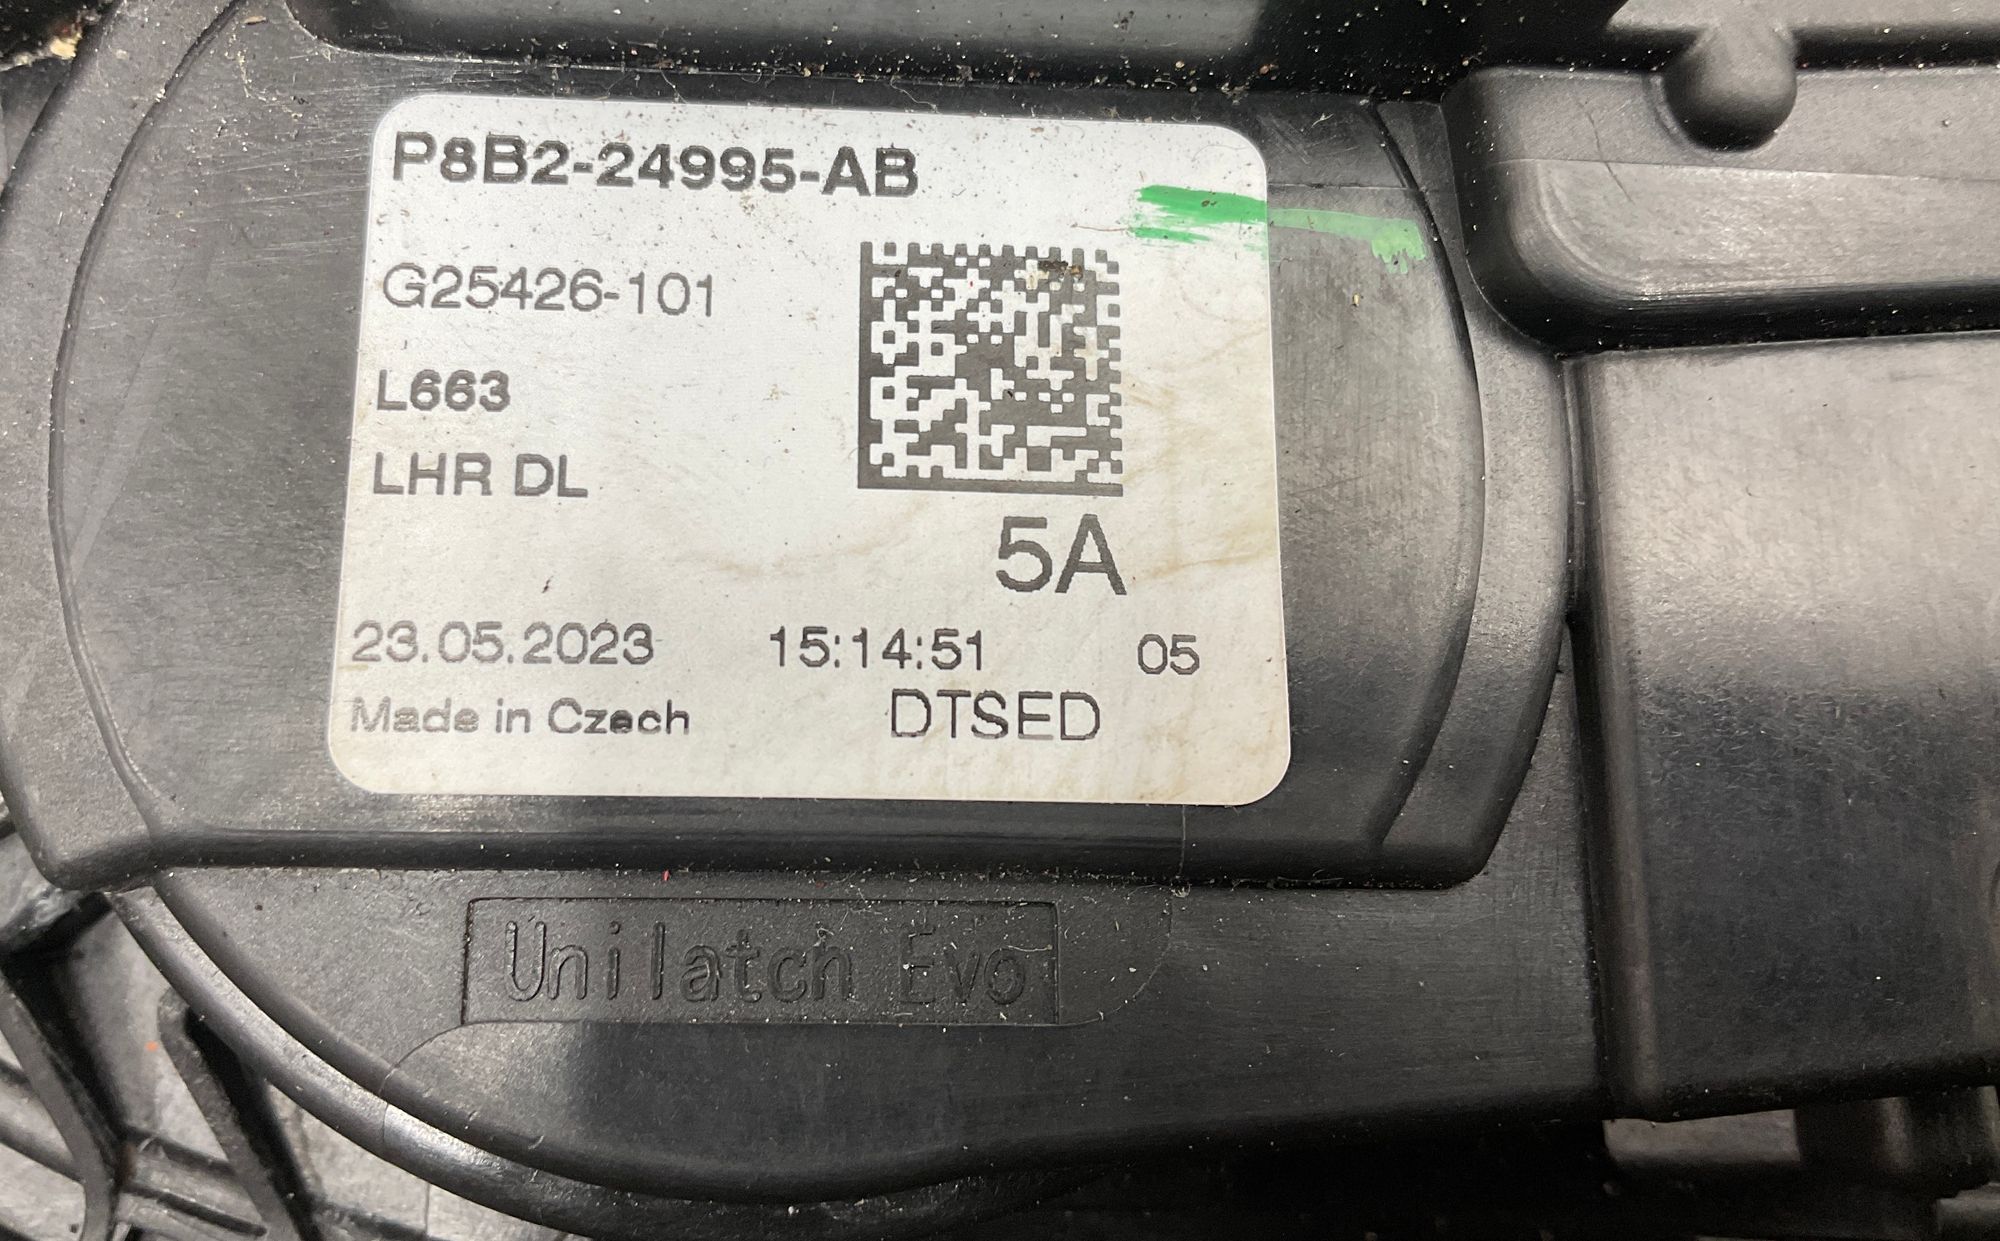 P8B2-24995-AB
G25426-101
L663
LHR DL
5A
23.05.2023 15:14:51 05
Made in Czech DTSED
Unilatch Evo